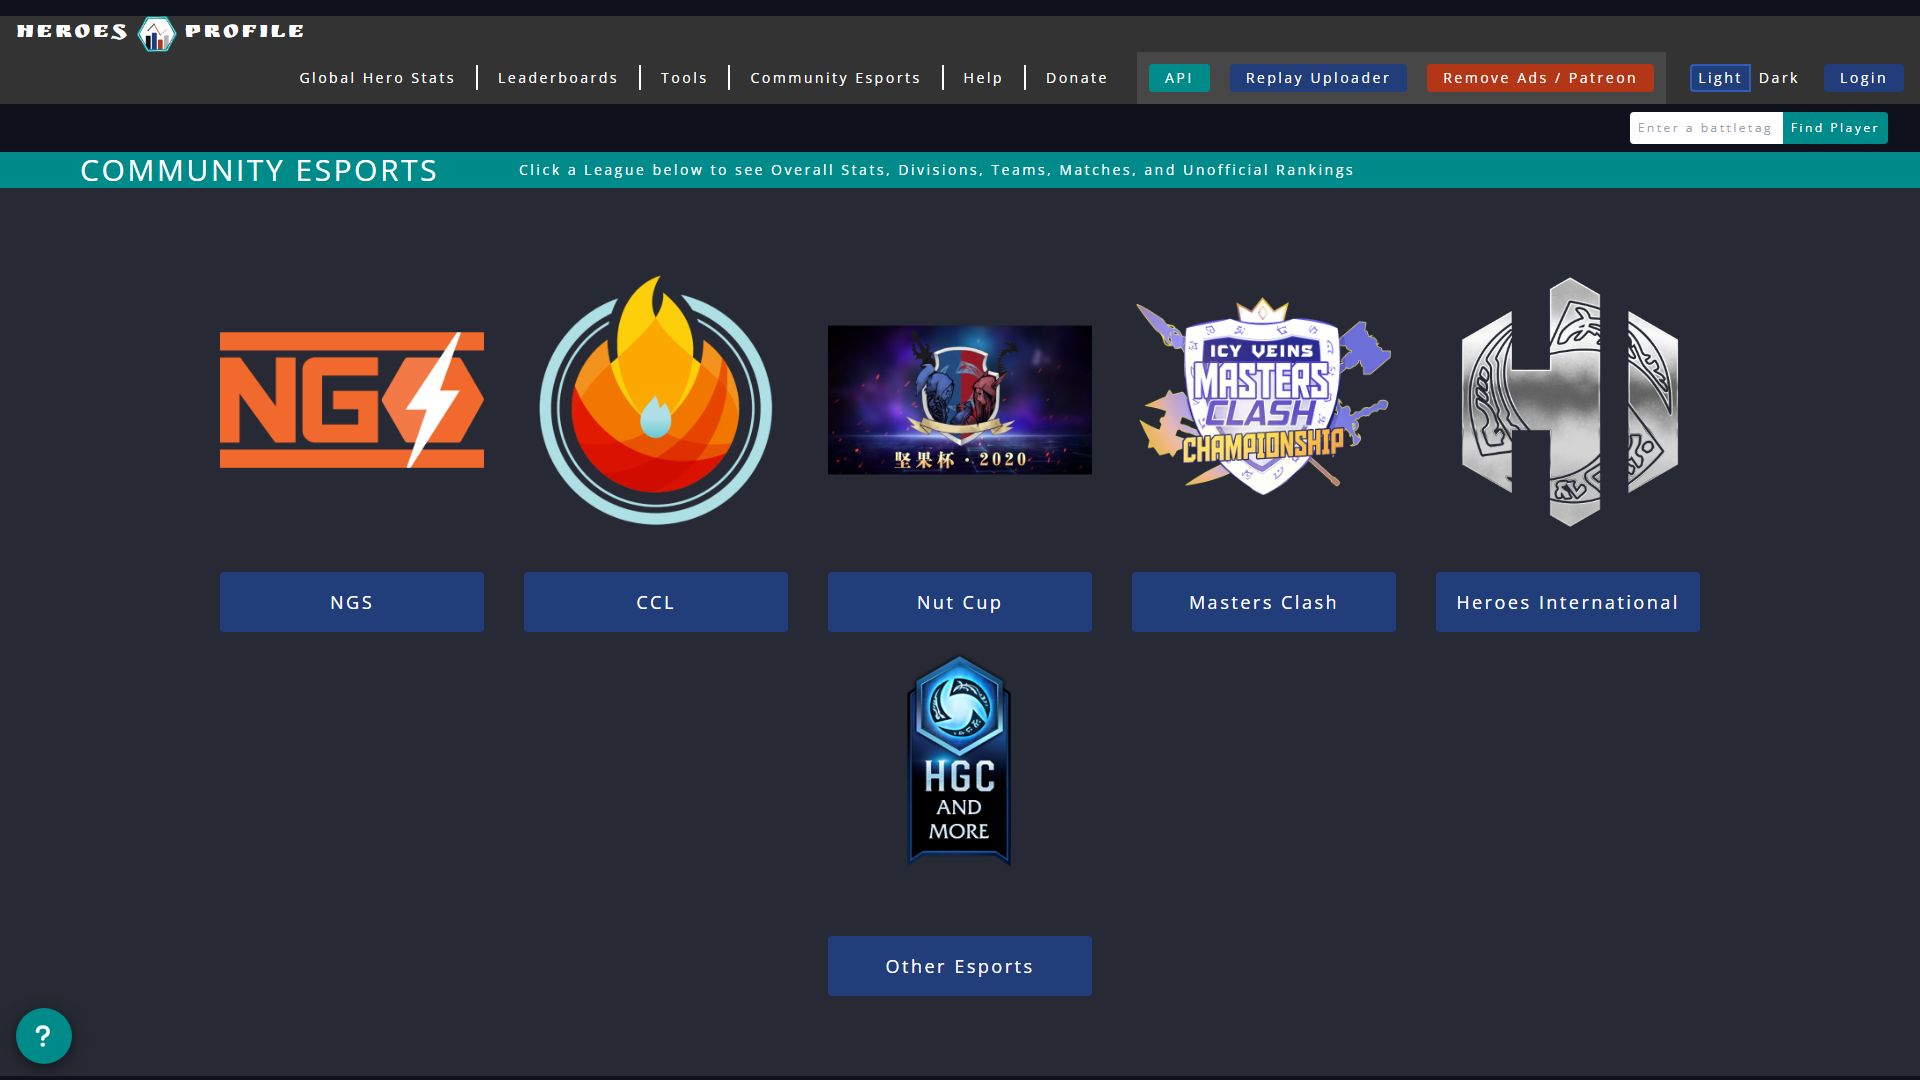 HEROES PROFILE
Global Hero Stats
Leaderboards
Tools
Community Esports
Help
Donate
API
Replay Uploader
Remove Ads / Patreon
Light
Dark
Login
Enter a battletag
Find Player
COMMUNITY ESPORTS
Click a League below to see Overall Stats, Divisions, Teams, Matches, and Unofficial Rankings
NGS
坚果杯·2020
ICY VEINS
MASTERS
CLASH
CHAMPIONSHIP
H
NGS
CCL
Nut Cup
Masters Clash
Heroes International
HGC
AND
MORE
Other Esports
?